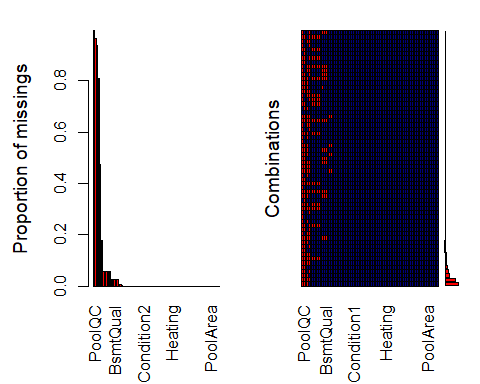 Proportion of missings
0.0
0.2
0.4
0.6
0.8
PoolQC
BsmtQual
Condition2
Heating
PoolArea
Combinations
PoolQC
BsmtQual
Condition1
Heating
PoolArea